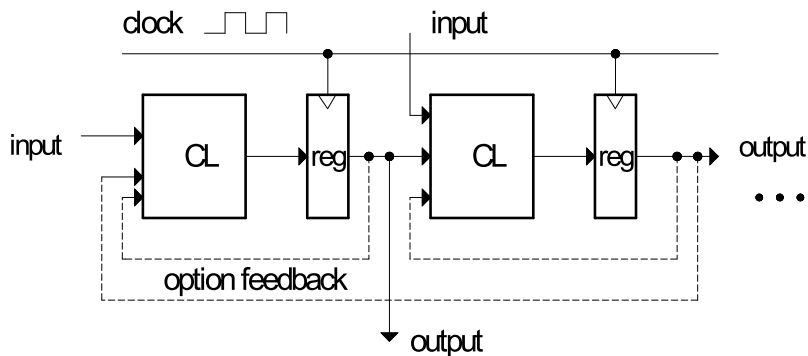 clock
input
input
CL
reg
CL
reg
output
option feedback
output